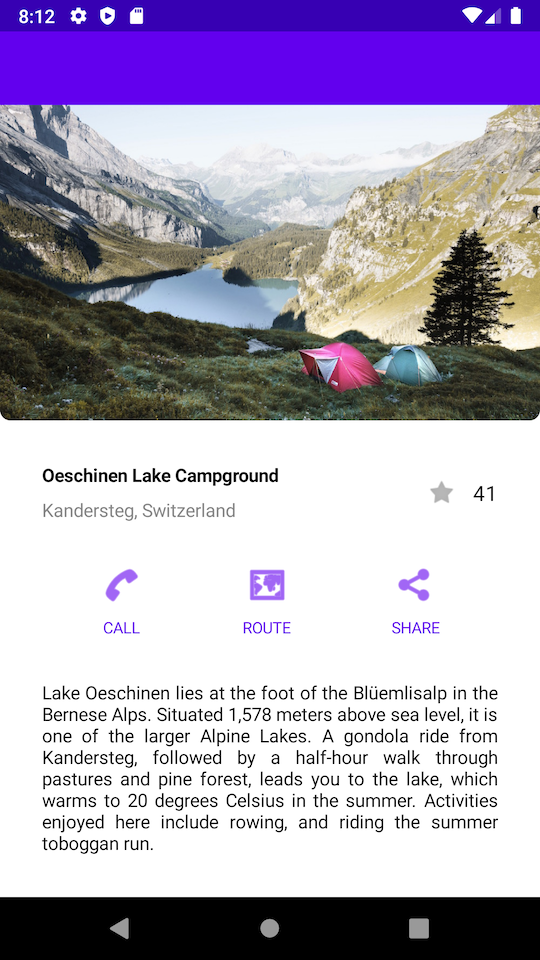 8:12
Oeschinen Lake Campground
Kandersteg, Switzerland
41
CALL
ROUTE
SHARE
Lake Oeschinen lies at the foot of the Blüemlisalp in the
Bernese Alps. Situated 1,578 meters above sea level, it is
one of the larger Alpine Lakes. A gondola ride from
Kandersteg, followed by a half-hour walk through
pastures and pine forest, leads you to the lake, which
warms to 20 degrees Celsius in the summer. Activities
enjoyed here include rowing, and riding the summer
toboggan run.